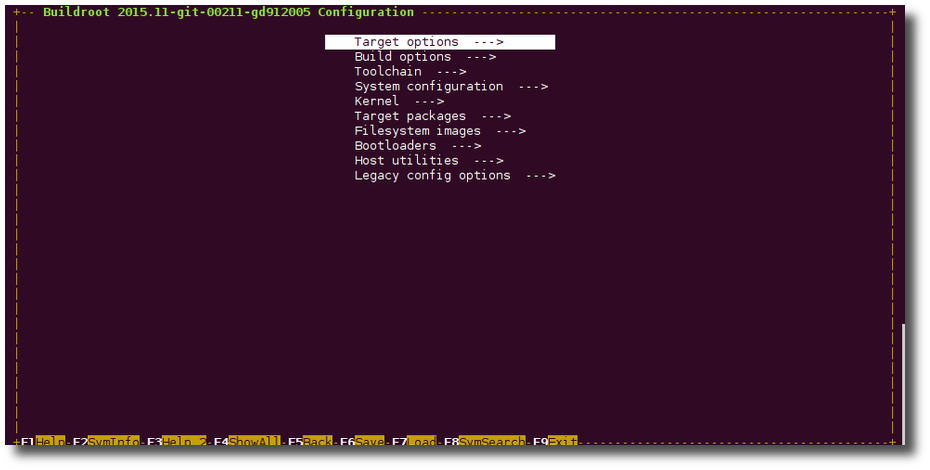 Buildroot 2015.11-git-00211-gd912005 Configuration
Target options --->
Build options --->
Toolchain --->
System configuration --->
Kernel --->
Target packages --->
Filesystem images --->
Bootloaders --->
Host utilities --->
Legacy config options --->
F1Help-F2SymInfo-F3Help 2-F4ShowAll-F5Back-F6Save-F7Load-F8SymSearch-F9Exit